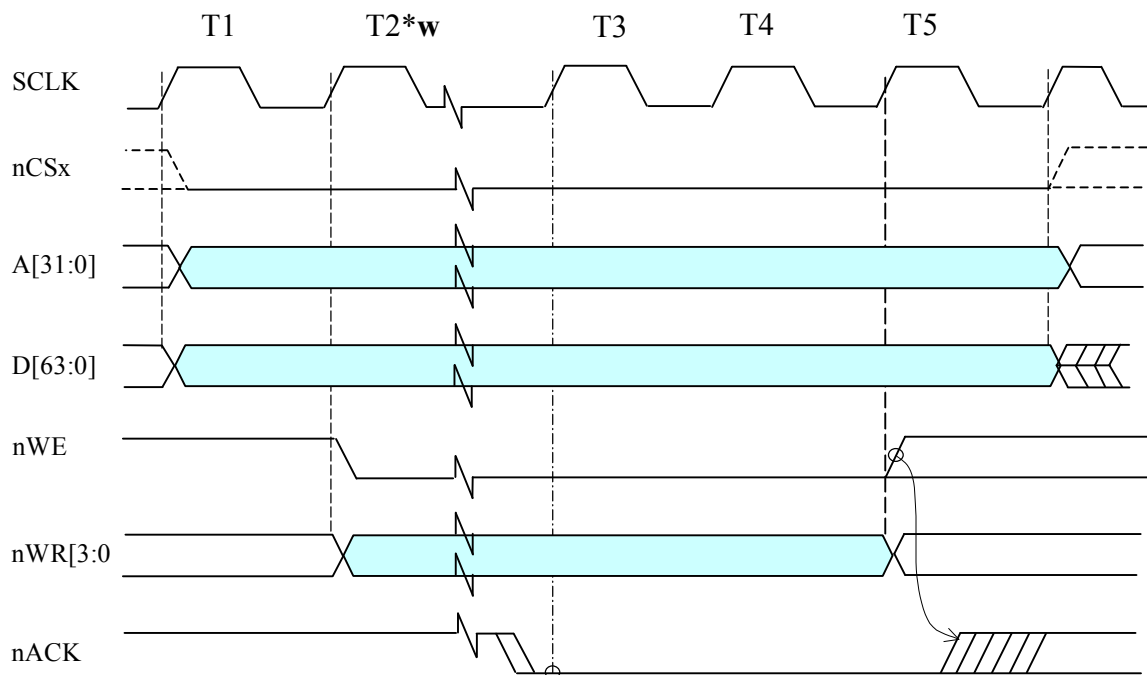 T1 T2*w T3 T4 T5
SCLK
nCSx
A[31:0]
D[63:0]
nWE
nWR[3:0
nACK